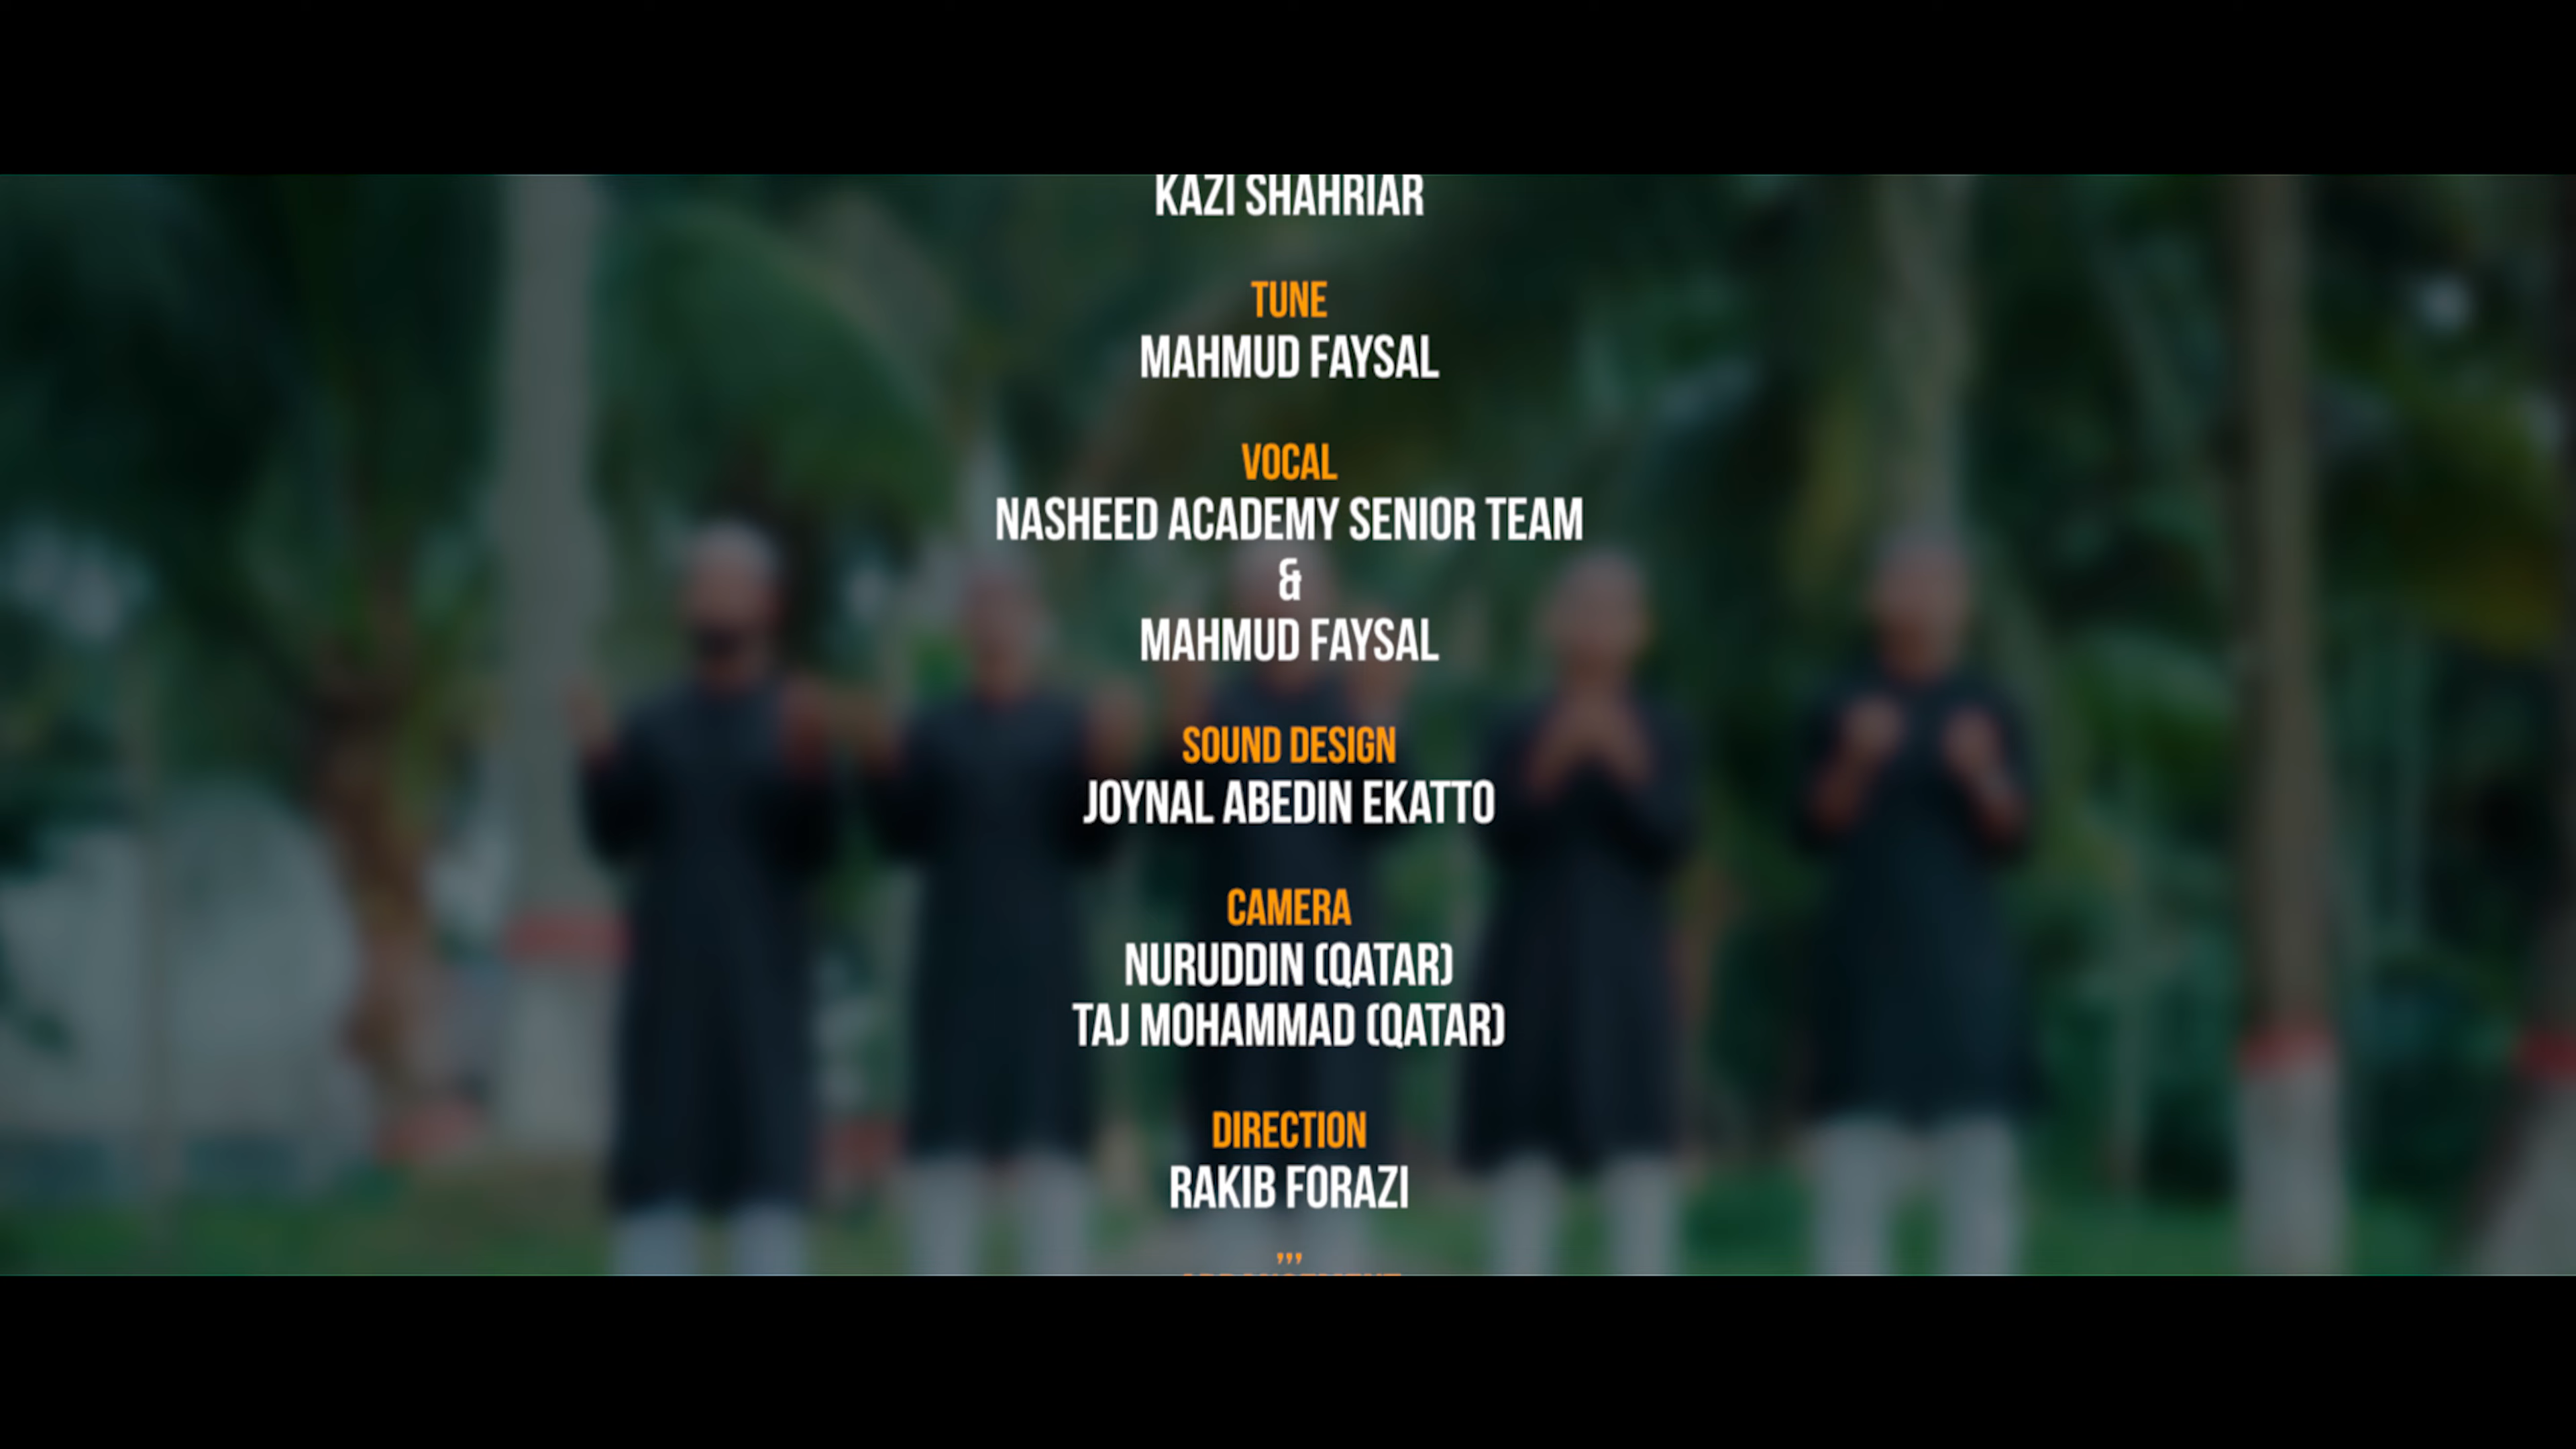 KAZI SHAHRIAR
TUNE
MAHMUD FAYSAL
VOCAL
NASHEED ACADEMY SENIOR TEAM
&
MAHMUD FAYSAL
SOUND DESIGN
JOYNAL ABEDIN EKATTO
CAMERA
NURUDDIN (QATAR)
TAJ MOHAMMAD (QATAR)
DIRECTION
RAKIB FORAZI
,,,